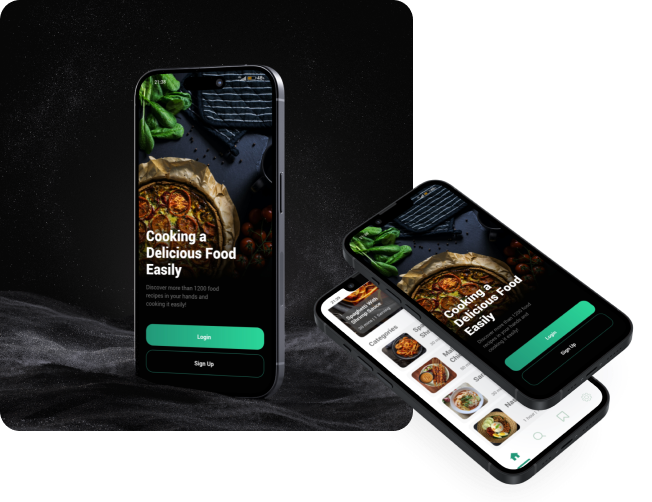 21:38
Cooking a
Delicious Food
Easily
Discover more than 1200 food
recipes in your hands and
cooking it easily!
Login
Sign Up
Cooking a
Delicious Food
Easily
Discover more than 1200 food
recipes in your hands and
cooking it easily!
Login
Sign Up
Spaghetti With
Shrimp Sauce
Categories